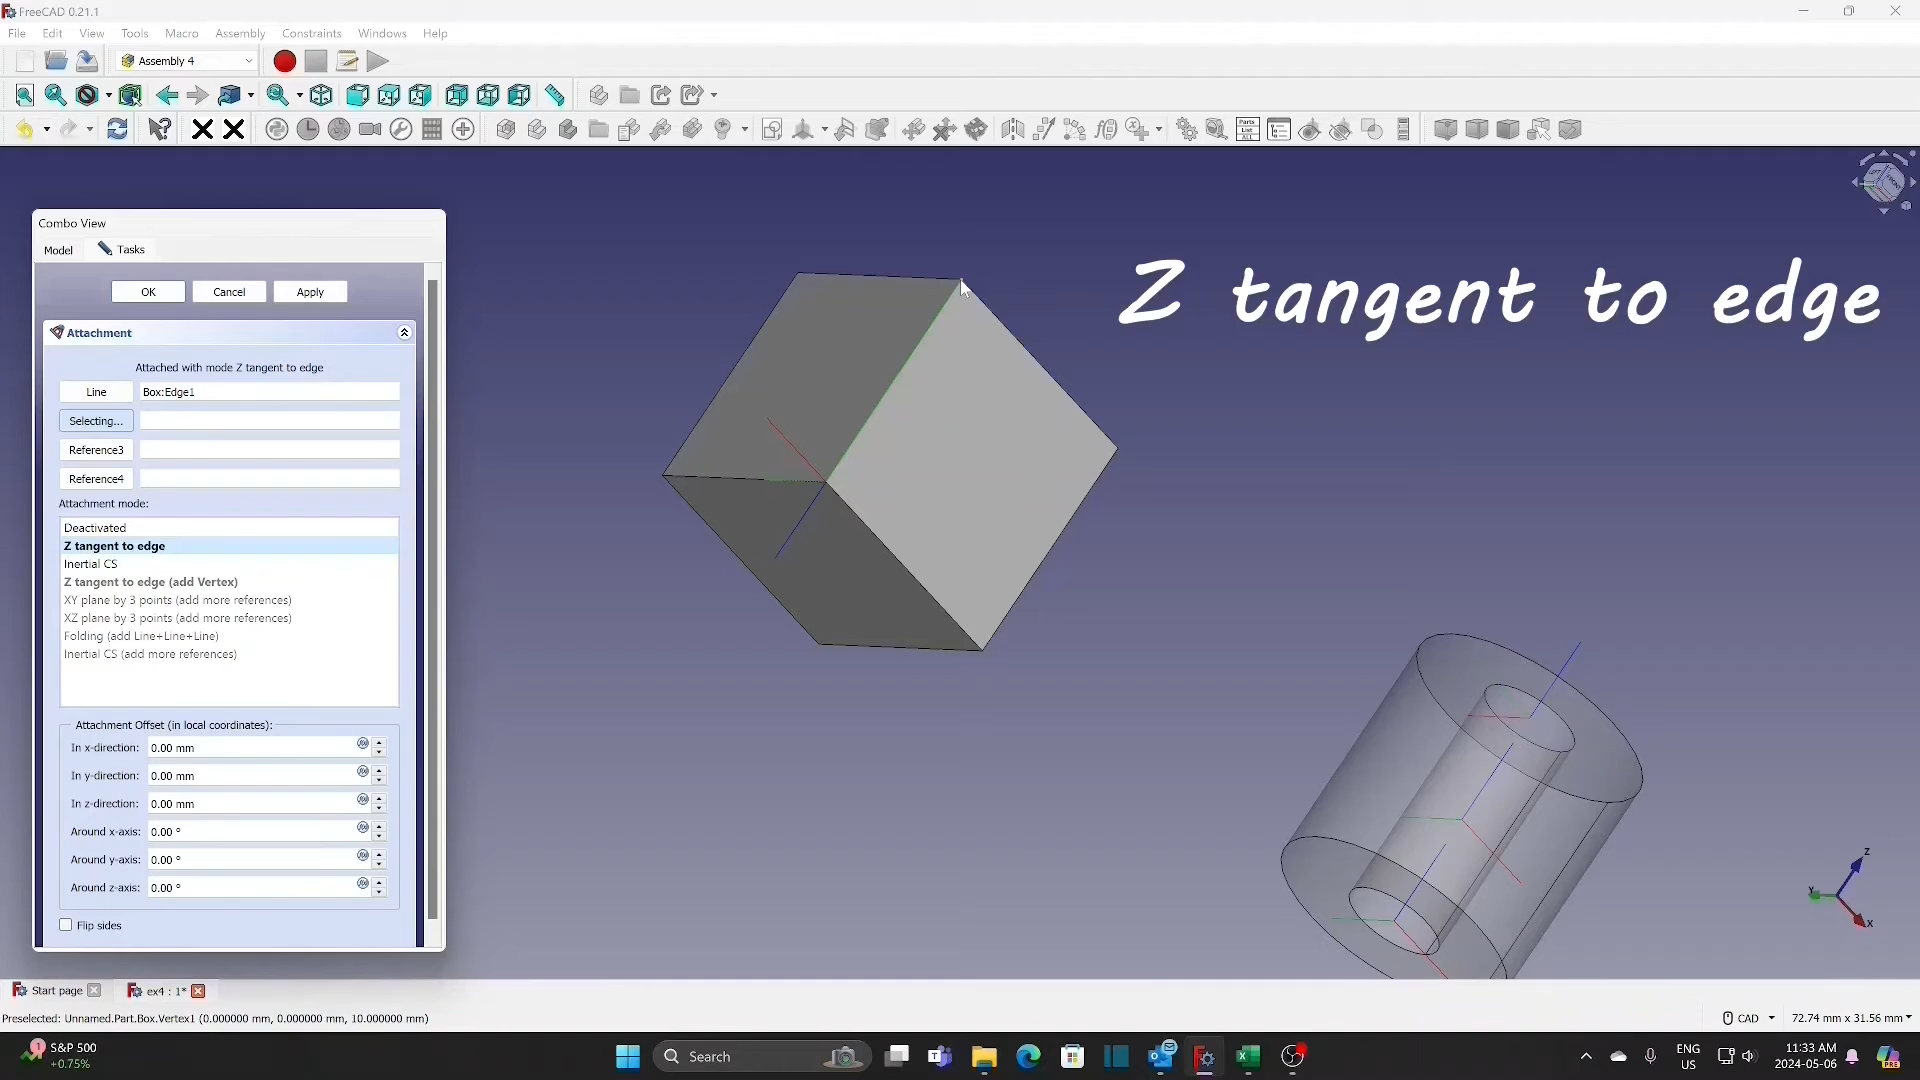 FreeCAD 0.21.1
File Edit View Tools Macro Assembly Constraints Windows Help
Assembly 4
Parts
List
ALL
Z tangent to edge
Combo View
Model Tasks
OK Cancel Apply
Attachment
Attached with mode Z tangent to edge
Line Box:Edge1
Selecting...
Reference3
Reference4
Attachment mode:
Deactivated
Z tangent to edge
Inertial CS
Z tangent to edge (add Vertex)
XY plane by 3 points (add more references)
XZ plane by 3 points (add more references)
Folding (add Line+Line+Line)
Inertial CS (add more references)
Attachment Offset (in local coordinates):
In x-direction: 0.00 mm
In y-direction: 0.00 mm
In z-direction: 0.00 mm
Around x-axis: 0.00 °
Around y-axis: 0.00 °
Around z-axis: 0.00 °
Flip sides
Z
Y
X
Start page ex4 : 1*
Preselected: Unnamed.Part.Box.Vertex1 (0.000000 mm, 0.000000 mm, 10.000000 mm)
CAD 72.74 mm x 31.56 mm
1
S&P 500
+0.75%
Search
ENG
US
11:33 AM
2024-05-06
PRE